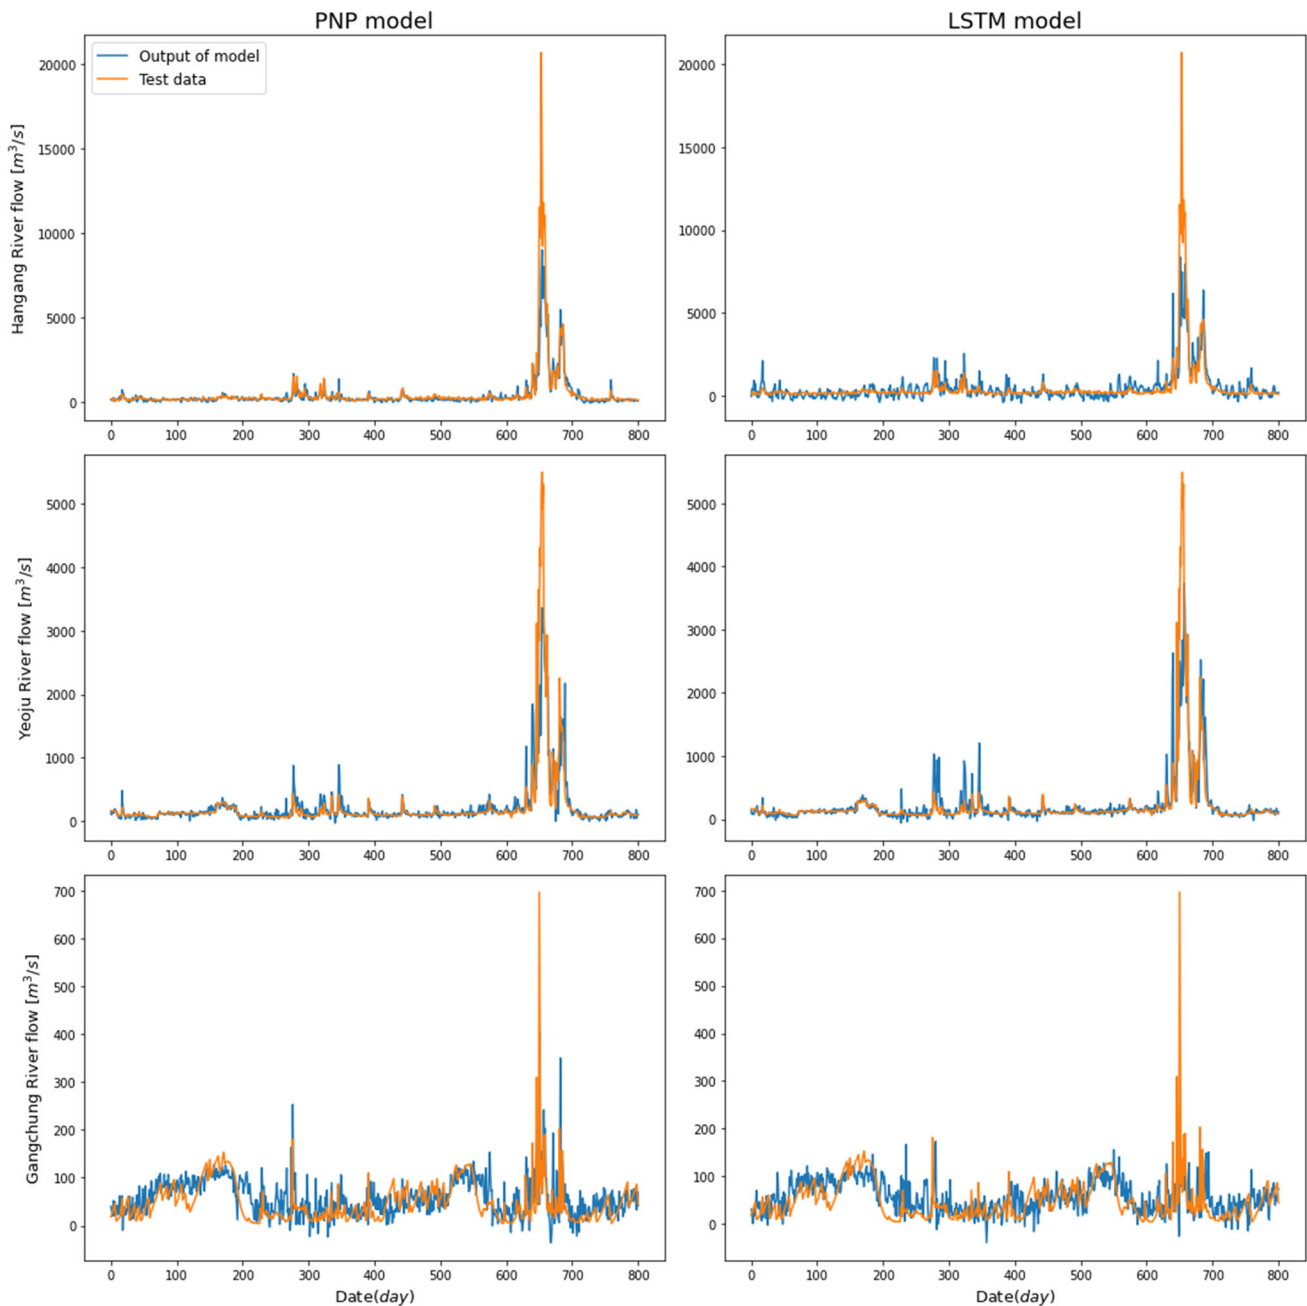 PNP model
LSTM model
Output of model
Test data
Hangang River flow [m³/s]
20000
15000
10000
5000
0
0 100 200 300 400 500 600 700 800
20000
15000
10000
5000
0
0 100 200 300 400 500 600 700 800
Yeoju River flow [m³/s]
5000
4000
3000
2000
1000
0
0 100 200 300 400 500 600 700 800
5000
4000
3000
2000
1000
0
0 100 200 300 400 500 600 700 800
Gangchung River flow [m³/s]
700
600
500
400
300
200
100
0
0 100 200 300 400 500 600 700 800
Date(day)
700
600
500
400
300
200
100
0
0 100 200 300 400 500 600 700 800
Date(day)